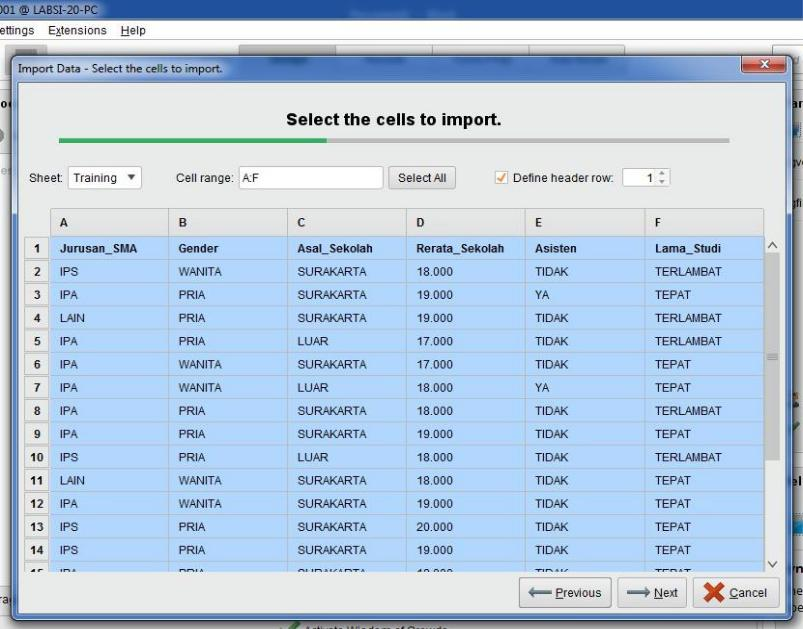 001 @ LABSI-20-PC
ettings Extensions Help
Import Data - Select the cells to import.
Select the cells to import.
Sheet: Training Cell range: A:F Select All Define header row: 1
A B C D E F
1 Jurusan_SMA Gender Asal_Sekolah Rerata_Sekolah Asisten Lama_Studi
2 IPS WANITA SURAKARTA 18.000 TIDAK TERLAMBAT
3 IPA PRIA SURAKARTA 19.000 YA TEPAT
4 LAIN PRIA SURAKARTA 19.000 TIDAK TERLAMBAT
5 IPA PRIA LUAR 17.000 TIDAK TERLAMBAT
6 IPA WANITA SURAKARTA 17.000 TIDAK TEPAT
7 IPA WANITA LUAR 18.000 YA TEPAT
8 IPA PRIA SURAKARTA 18.000 TIDAK TERLAMBAT
9 IPA PRIA SURAKARTA 19.000 TIDAK TEPAT
10 IPS PRIA LUAR 18.000 TIDAK TERLAMBAT
11 LAIN WANITA SURAKARTA 18.000 TIDAK TEPAT
12 IPA WANITA SURAKARTA 19.000 TIDAK TEPAT
13 IPS PRIA SURAKARTA 20.000 TIDAK TEPAT
14 IPS PRIA SURAKARTA 19.000 TIDAK TEPAT
Previous Next Cancel